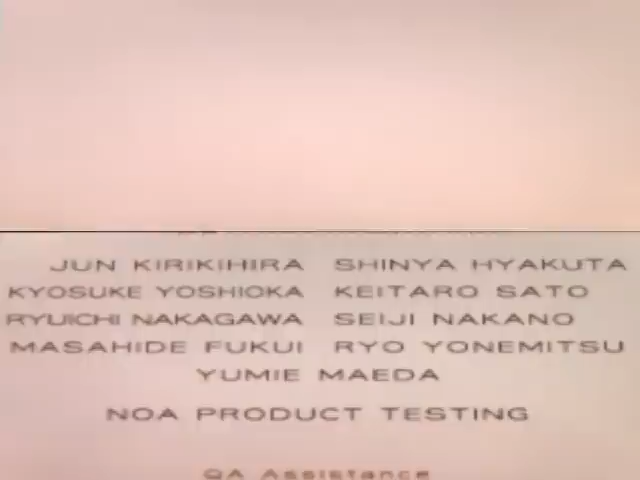 JUN KIRIKIHIRA SHINYA HYAKUTA
KYOSUKE YOSHIOKA KEITARO SATO
RYUICHI NAKAGAWA SEIJI NAKANO
MASAHIDE FUKUI RYO YONEMITSU
YUMIE MAEDA
NOA PRODUCT TESTING
QA Assistance